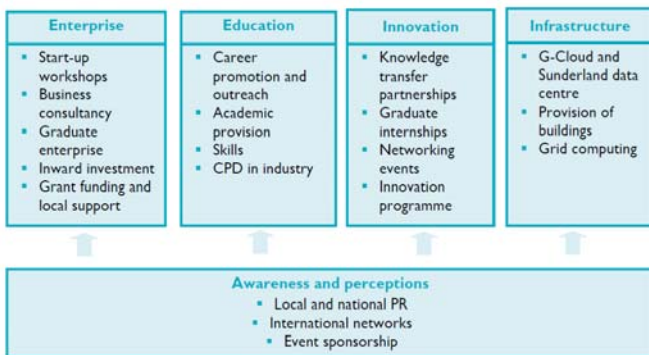 Enterprise
Start-up
workshops
Business
consultancy
Graduate
enterprise
Inward investment
Grant funding and
local support
Education
Career
promotion and
outreach
Academic
provision
Skills
CPD in industry
Innovation
Knowledge
transfer
partnerships
Graduate
internships
Networking
events
Innovation
programme
Infrastructure
G-Cloud and
Sunderland data
centre
Provision of
buildings
Grid computing
Awareness and perceptions
Local and national PR
International networks
Event sponsorship